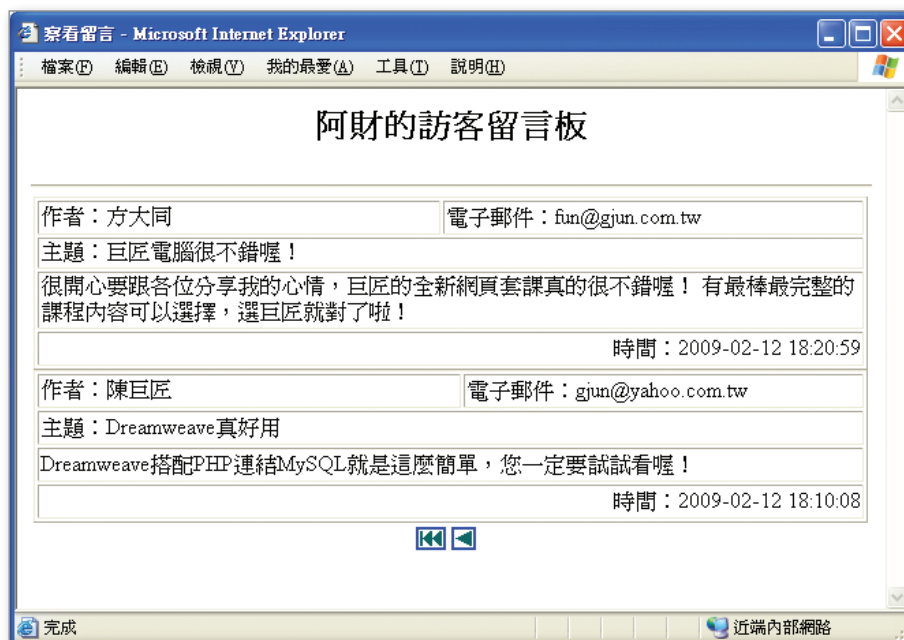 察看留言 - Microsoft Internet Explorer
檔案(F) 編輯(E) 檢視(V) 我的最愛(A) 工具(T) 說明(H)
阿財的訪客留言板
作者：方大同 電子郵件：fun@gjun.com.tw
主題：巨匠電腦很不錯喔！
很開心要跟各位分享我的心情，巨匠的全新網頁套課真的很不錯喔！ 有最棒最完整的
課程內容可以選擇，選巨匠就對了啦！
時間：2009-02-12 18:20:59
作者：陳巨匠 電子郵件：gjun@yahoo.com.tw
主題：Dreamweave真好用
Dreamweave搭配PHP連結MySQL就是這麼簡單，您一定要試試看喔！
時間：2009-02-12 18:10:08
完成 近端內部網路